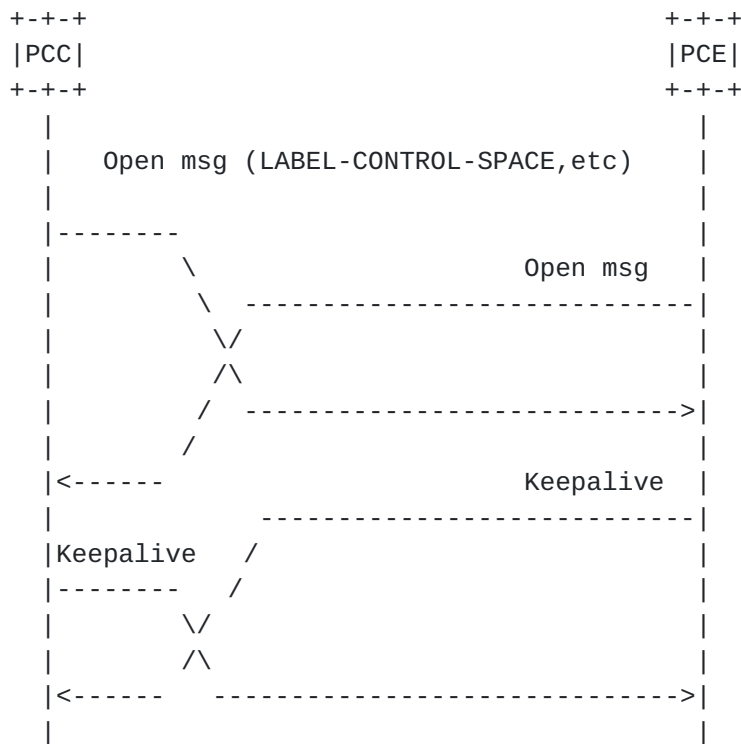 +-+-+                                      +-+-+
|PCC|                                      |PCE|
+-+-+                                      +-+-+
  |                                          |
  |   Open msg (LABEL-CONTROL-SPACE,etc)     |
  |                                          |
  |--------                                  |
  |        \                     Open msg    |
  |         \  -----------------------------|
  |          \/                              |
  |          /\                              |
  |         /  ---------------------------->|
  |        /                                 |
  |<------                       Keepalive   |
  |             ----------------------------|
  |Keepalive   /                             |
  |--------   /                              |
  |        \/                                |
  |        /\                                |
  |<------   ------------------------------>|
  |                                          |